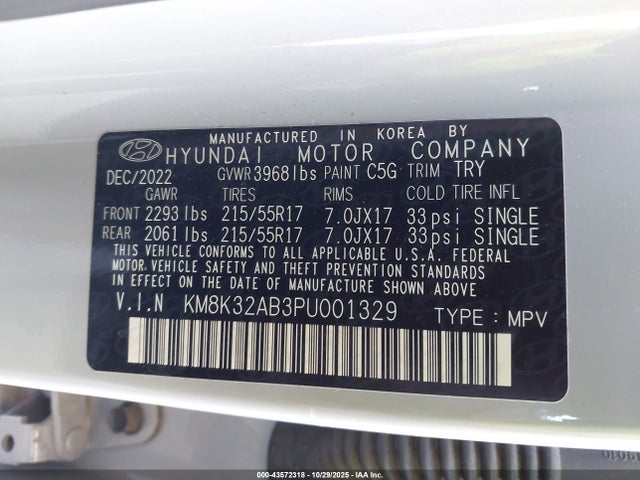 MANUFACTURED IN KOREA BY
HYUNDAI MOTOR COMPANY
DEC/2022 GVWR 3968 lbs PAINT C5G TRIM TRY
GAWR TIRES RIMS COLD TIRE INFL
FRONT 2293 lbs 215/55R17 7.0JX17 33 psi SINGLE
REAR 2061 lbs 215/55R17 7.0JX17 33 psi SINGLE
THIS VEHICLE CONFORMS TO ALL APPLICABLE U.S.A. FEDERAL
MOTOR VEHICLE SAFETY AND THEFT PREVENTION STANDARDS
IN EFFECT ON THE DATE OF MANUFACTURE SHOWN ABOVE.
V.I.N KM8K32AB3PU001329 TYPE : MPV
000-43572318 - 10/29/2025 - IAA Inc.